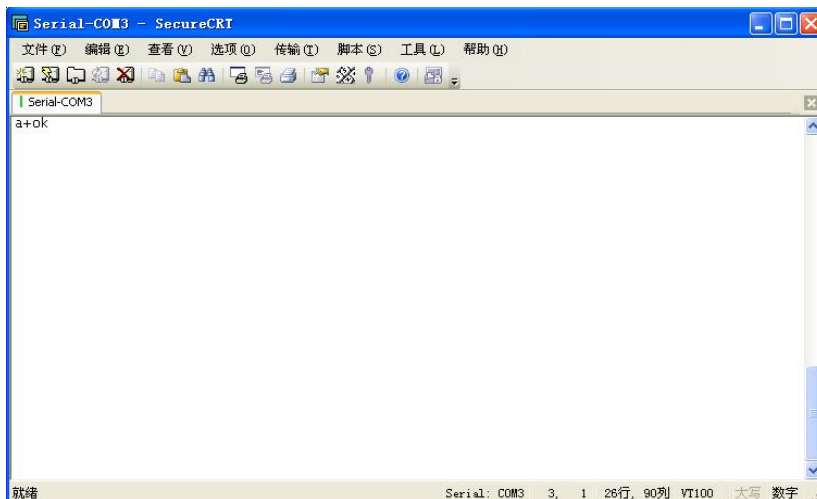 Serial-COM3 - SecureCRT
文件(F) 编辑(E) 查看(V) 选项(O) 传输(T) 脚本(S) 工具(L) 帮助(H)
Serial-COM3
a+ok
就绪 Serial: COM3 3, 1 26行, 90列 VT100 大写 数字